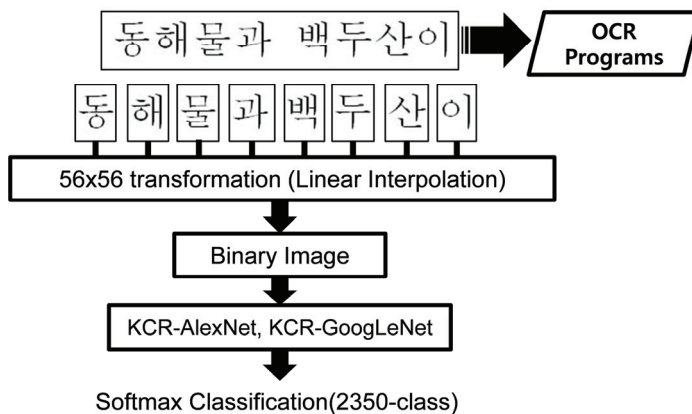 동해물과 백두산이
OCR
Programs
동 해 물 과 백 두 산 이
56x56 transformation (Linear Interpolation)
Binary Image
KCR-AlexNet, KCR-GoogLeNet
Softmax Classification(2350-class)